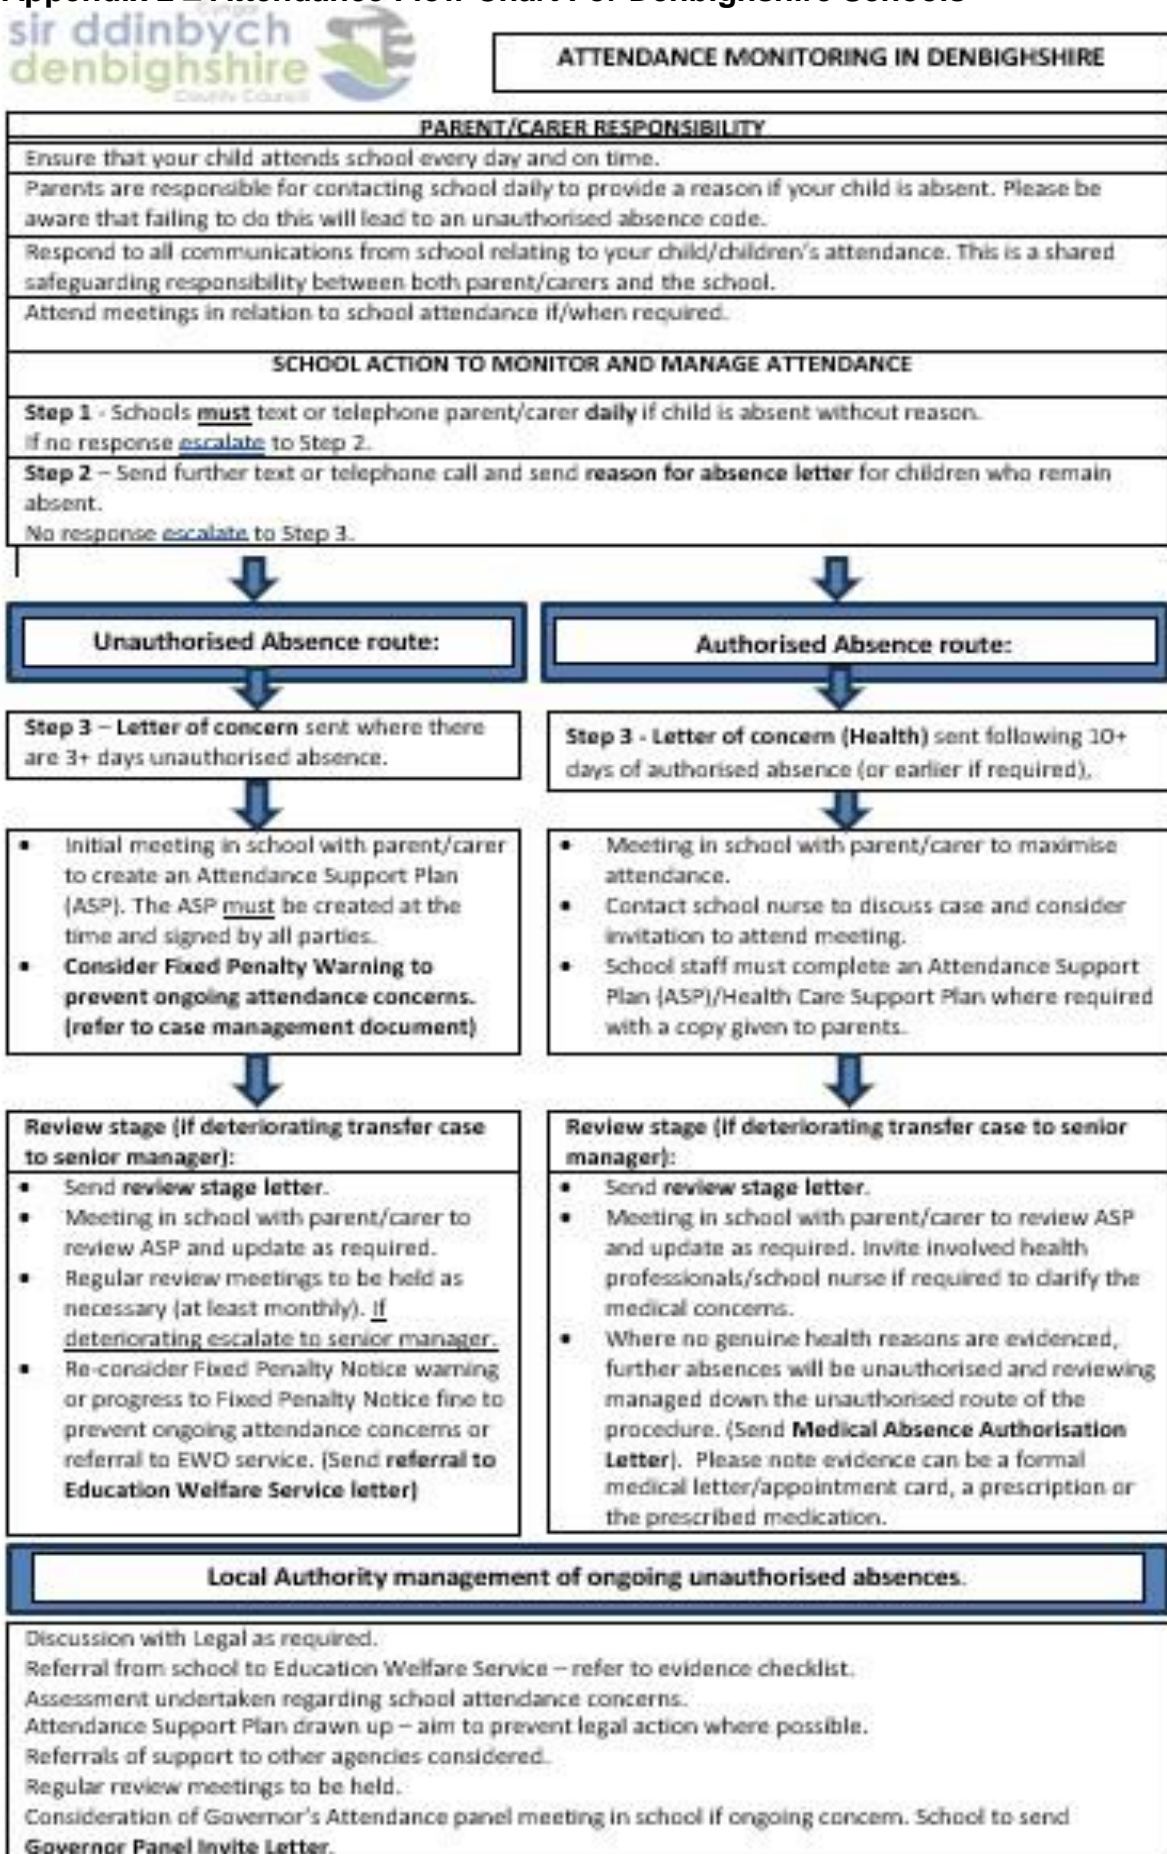 sir ddinbych
denbighshire
County Council
ATTENDANCE MONITORING IN DENBIGHSHIRE
PARENT/CARER RESPONSIBILITY
Ensure that your child attends school every day and on time.
Parents are responsible for contacting school daily to provide a reason if your child is absent. Please be
aware that failing to do this will lead to an unauthorised absence code.
Respond to all communications from school relating to your child/children's attendance. This is a shared
safeguarding responsibility between both parent/carers and the school.
Attend meetings in relation to school attendance if/when required.
SCHOOL ACTION TO MONITOR AND MANAGE ATTENDANCE
Step 1 - Schools must text or telephone parent/carer daily if child is absent without reason.
If no response escalate to Step 2.
Step 2 – Send further text or telephone call and send reason for absence letter for children who remain
absent.
No response escalate to Step 3.
Unauthorised Absence route:
Step 3 – Letter of concern sent where there
are 3+ days unauthorised absence.
• Initial meeting in school with parent/carer
to create an Attendance Support Plan
(ASP). The ASP must be created at the
time and signed by all parties.
• Consider Fixed Penalty Warning to
prevent ongoing attendance concerns.
(refer to case management document)
Review stage (if deteriorating transfer case
to senior manager):
• Send review stage letter.
• Meeting in school with parent/carer to
review ASP and update as required.
• Regular review meetings to be held as
necessary (at least monthly). If
deteriorating escalate to senior manager.
• Re-consider Fixed Penalty Notice warning
or progress to Fixed Penalty Notice fine to
prevent ongoing attendance concerns or
referral to EWO service. (Send referral to
Education Welfare Service letter)
Authorised Absence route:
Step 3 - Letter of concern (Health) sent following 10+
days of authorised absence (or earlier if required),
• Meeting in school with parent/carer to maximise
attendance.
• Contact school nurse to discuss case and consider
invitation to attend meeting.
• School staff must complete an Attendance Support
Plan (ASP)/Health Care Support Plan where required
with a copy given to parents.
Review stage (if deteriorating transfer case to senior
manager):
• Send review stage letter.
• Meeting in school with parent/carer to review ASP
and update as required. Invite involved health
professionals/school nurse if required to clarify the
medical concerns.
• Where no genuine health reasons are evidenced,
further absences will be unauthorised and reviewing
managed down the unauthorised route of the
procedure. (Send Medical Absence Authorisation
Letter). Please note evidence can be a formal
medical letter/appointment card, a prescription or
the prescribed medication.
Local Authority management of ongoing unauthorised absences.
Discussion with Legal as required.
Referral from school to Education Welfare Service – refer to evidence checklist.
Assessment undertaken regarding school attendance concerns.
Attendance Support Plan drawn up – aim to prevent legal action where possible.
Referrals of support to other agencies considered.
Regular review meetings to be held.
Consideration of Governor's Attendance panel meeting in school if ongoing concern. School to send
Governor Panel Invite Letter.